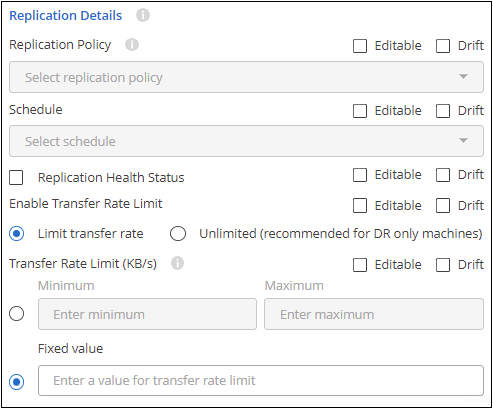 Replication Details
Replication Policy Editable Drift
Select replication policy
Schedule Editable Drift
Select schedule
Replication Health Status Editable Drift
Enable Transfer Rate Limit Editable Drift
Limit transfer rate Unlimited (recommended for DR only machines)
Transfer Rate Limit (KB/s) Editable Drift
Minimum Maximum
Enter minimum Enter maximum
Fixed value
Enter a value for transfer rate limit